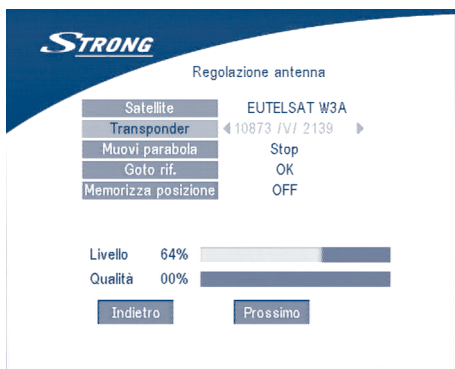 STRONG
Regolazione antenna
Satellite EUTELSAT W3A
Transponder 10873 /V/ 2139
Muovi parabola Stop
Goto rif. OK
Memorizza posizione OFF
Livello 64%
Qualità 00%
Indietro Prossimo